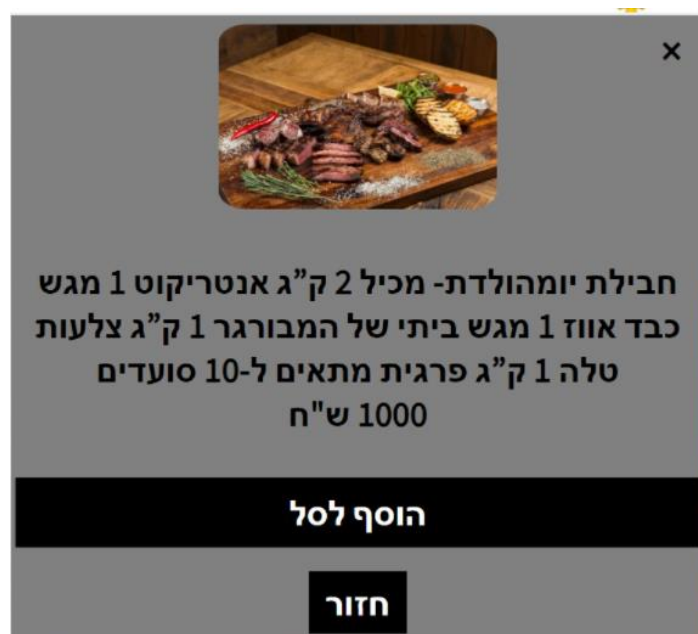 ×
חבילת יומהולדת- מכיל 2 ק”ג אנטריקוט 1 מגש
כבד אווז 1 מגש ביתי של המבורגר 1 ק”ג צלעות
טלה 1 ק”ג פרגית מתאים ל-10 סועדים
1000 ש"ח
הוסף לסל
חזור